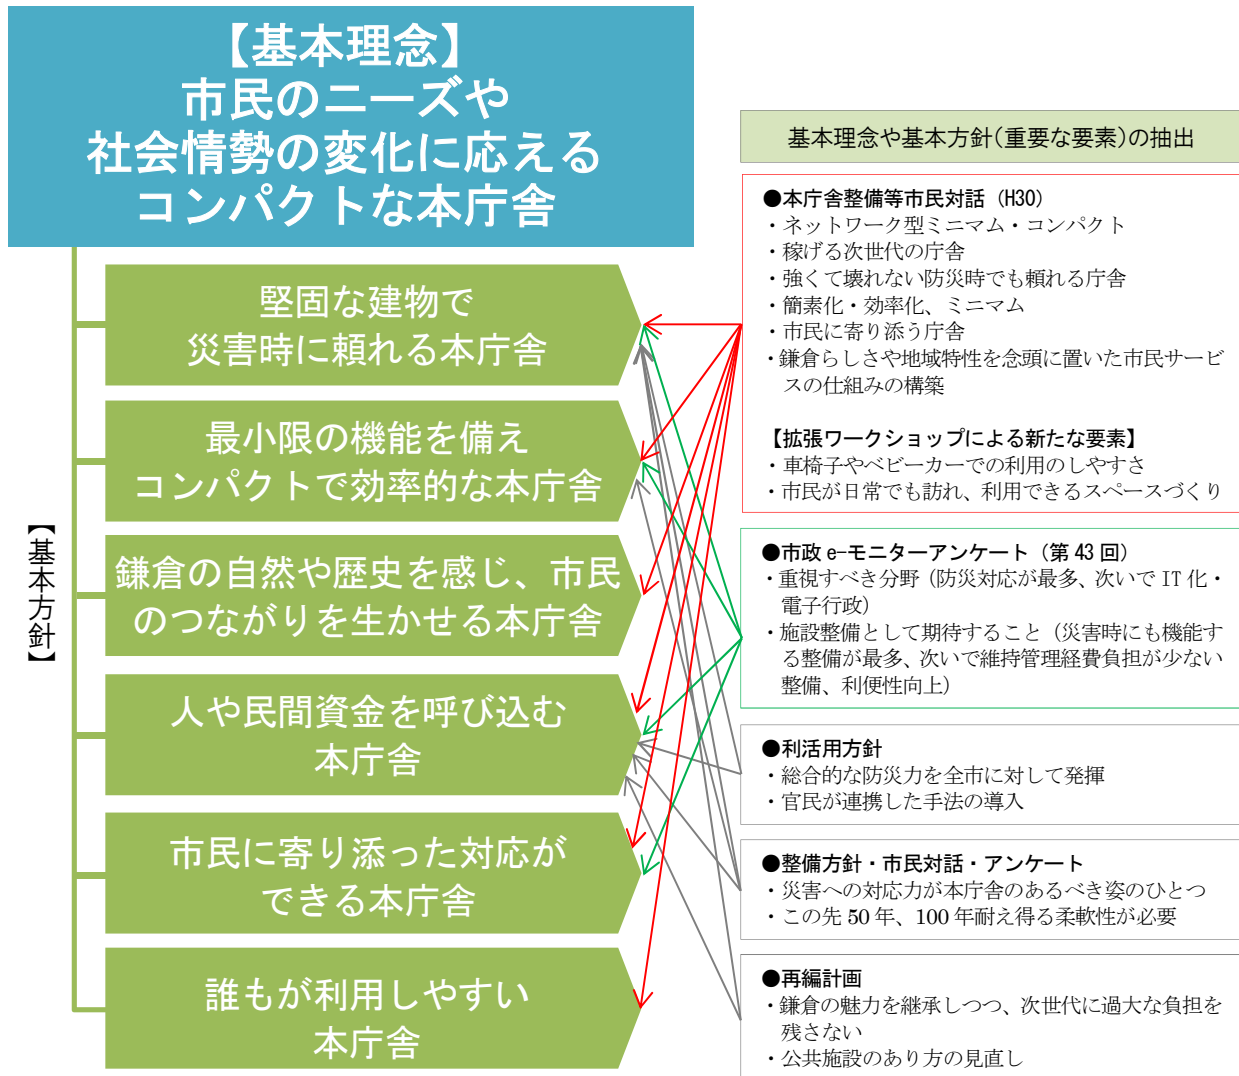 【基本理念】
市民のニーズや
社会情勢の変化に応える
コンパクトな本庁舎
【基本方針】
堅固な建物で
災害時に頼れる本庁舎
最小限の機能を備え
コンパクトで効率的な本庁舎
鎌倉の自然や歴史を感じ、市民
のつながりを生かせる本庁舎
人や民間資金を呼び込む
本庁舎
市民に寄り添った対応が
できる本庁舎
誰もが利用しやすい
本庁舎
基本理念や基本方針(重要な要素)の抽出
●本庁舎整備等市民対話（H30）
・ネットワーク型ミニマム・コンパクト
・稼げる次世代の庁舎
・強くて壊れない防災時でも頼れる庁舎
・簡素化・効率化、ミニマム
・市民に寄り添う庁舎
・鎌倉らしさや地域特性を念頭に置いた市民サービ
スの仕組みの構築
【拡張ワークショップによる新たな要素】
・車椅子やベビーカーでの利用のしやすさ
・市民が日常でも訪れ、利用できるスペースづくり
●市政 e-モニターアンケート（第 43 回）
・重視すべき分野（防災対応が最多、次いで IT 化・
電子行政）
・施設整備として期待すること（災害時にも機能す
る整備が最多、次いで維持管理経費負担が少ない
整備、利便性向上）
●利活用方針
・総合的な防災力を全市に対して発揮
・官民が連携した手法の導入
●整備方針・市民対話・アンケート
・災害への対応力が本庁舎のあるべき姿のひとつ
・この先 50 年、100 年耐え得る柔軟性が必要
●再編計画
・鎌倉の魅力を継承しつつ、次世代に過大な負担を
残さない
・公共施設のあり方の見直し